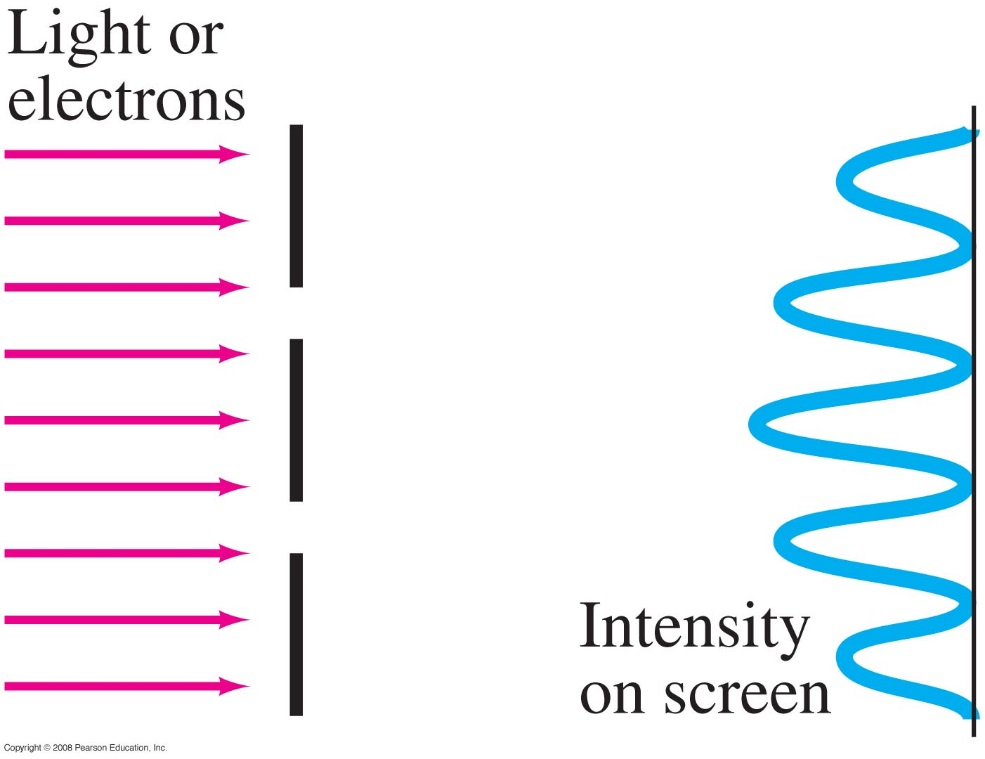 Light or
electrons
Intensity
on screen
Copyright © 2008 Pearson Education, Inc.